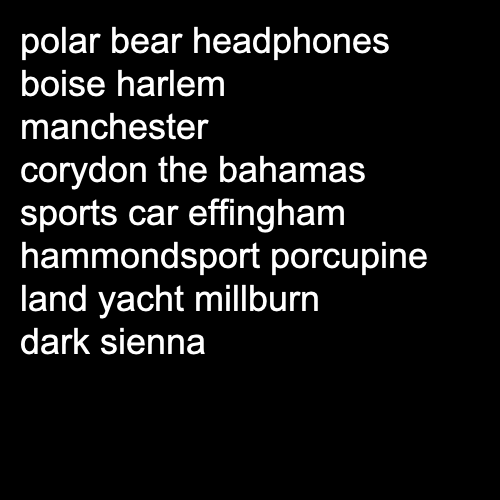 polar bear headphones
boise harlem
manchester
corydon the bahamas
sports car effingham
hammondsport porcupine
land yacht millburn
dark sienna